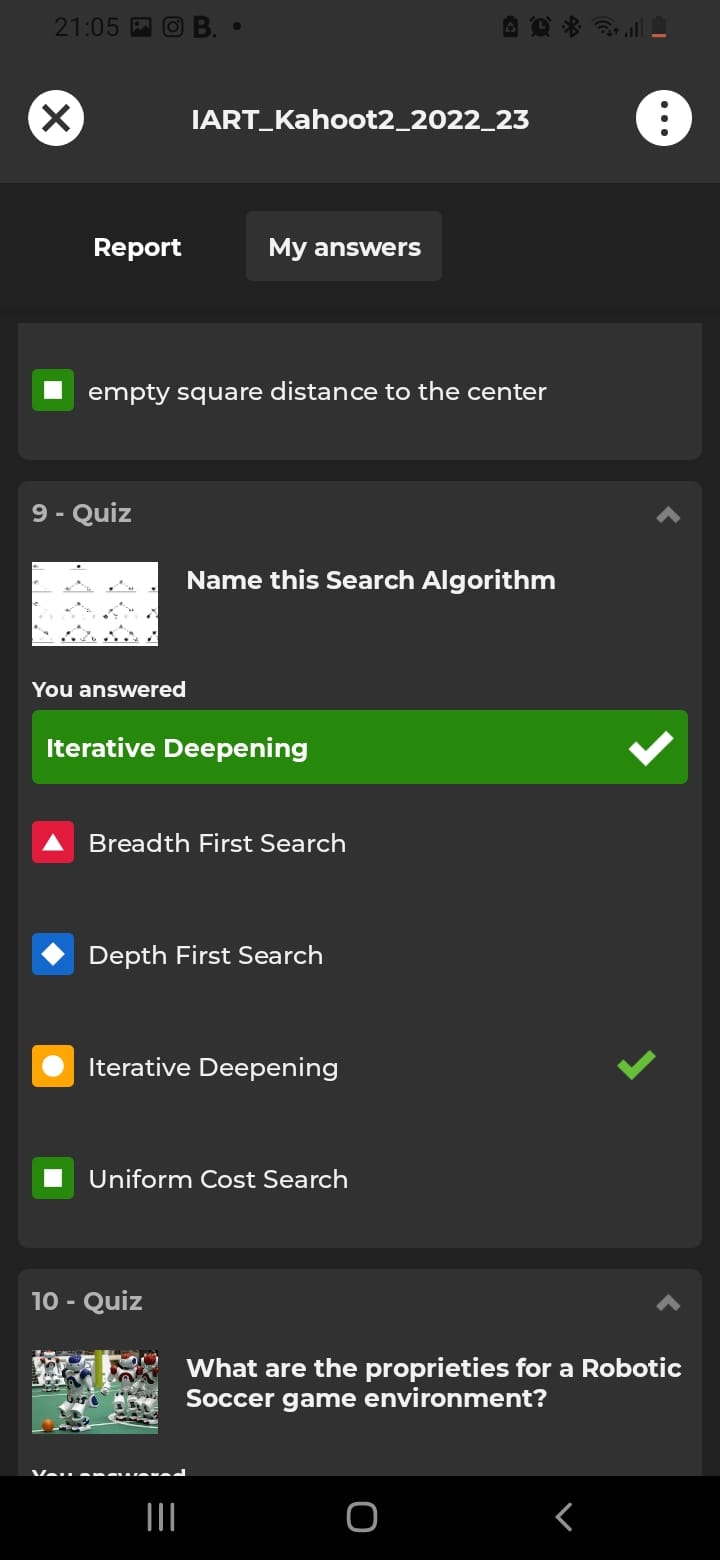 21:05 B.
IART_Kahoot2_2022_23
Report My answers
empty square distance to the center
9 - Quiz
Name this Search Algorithm
You answered
Iterative Deepening
Breadth First Search
Depth First Search
Iterative Deepening
Uniform Cost Search
10 - Quiz
What are the proprieties for a Robotic
Soccer game environment?
You answered